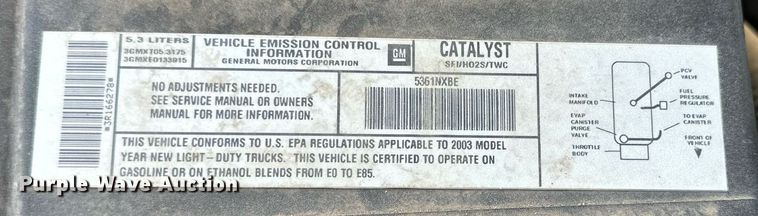 5.3 LITERS
3GMXT05.3175
3GMXE0133915
VEHICLE EMISSION CONTROL
INFORMATION
GENERAL MOTORS CORPORATION
GM
CATALYST
SFI/HO2S/TWC
*3R166278*
NO ADJUSTMENTS NEEDED.
SEE SERVICE MANUAL OR OWNERS
MANUAL FOR MORE INFORMATION.
5361NXBE
THIS VEHICLE CONFORMS TO U.S. EPA REGULATIONS APPLICABLE TO 2003 MODEL
YEAR NEW LIGHT-DUTY TRUCKS. THIS VEHICLE IS CERTIFIED TO OPERATE ON
GASOLINE OR ON ETHANOL BLENDS FROM E0 TO E85.
PCV
VALVE
INTAKE
MANIFOLD
FUEL
PRESSURE
REGULATOR
EVAP
CANISTER
PURGE
VALVE
TO EVAP
CANISTER
THROTTLE
BODY
FRONT OF
VEHICLE
Purple Wave Auction